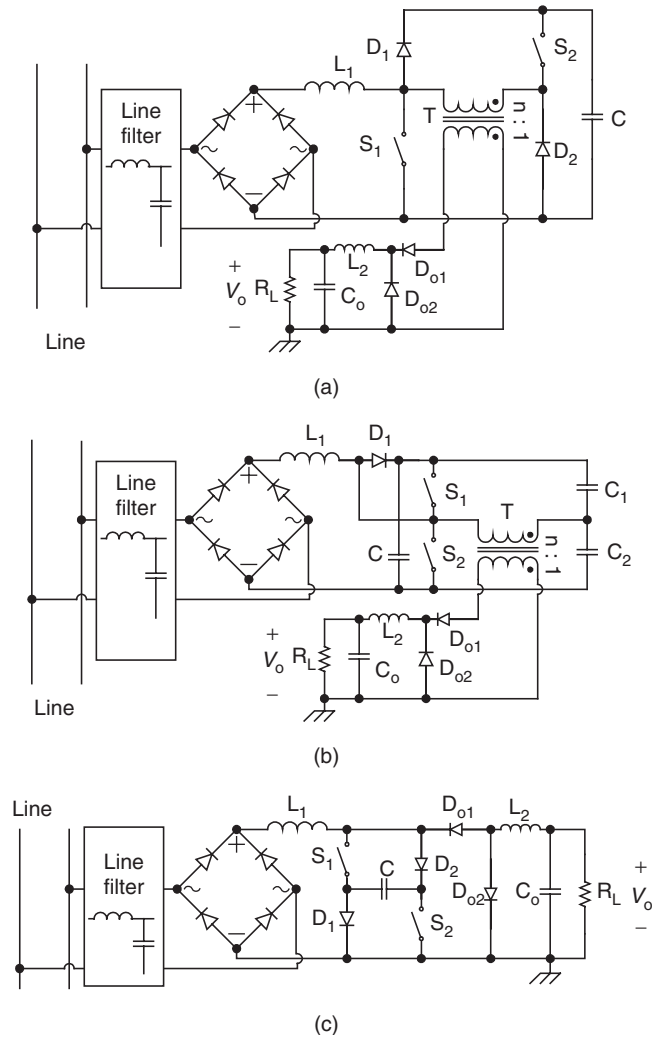 D1
S2
L1
Line
filter
+
T
n : 1
C
~
~
S1
D2
−
+
L2
Do1
Vo
RL
Co
Do2
−
Line
(a)
L1
D1
Line
filter
+
S1
C1
T
~
~
C
S2
n : 1
C2
−
+
L2
Do1
Vo
RL
Co
Do2
−
Line
(b)
Line
L1
Do1
L2
Line
filter
+
S1
C
D2
~
~
Do2
Co
RL
+
Vo
−
D1
S2
−
(c)